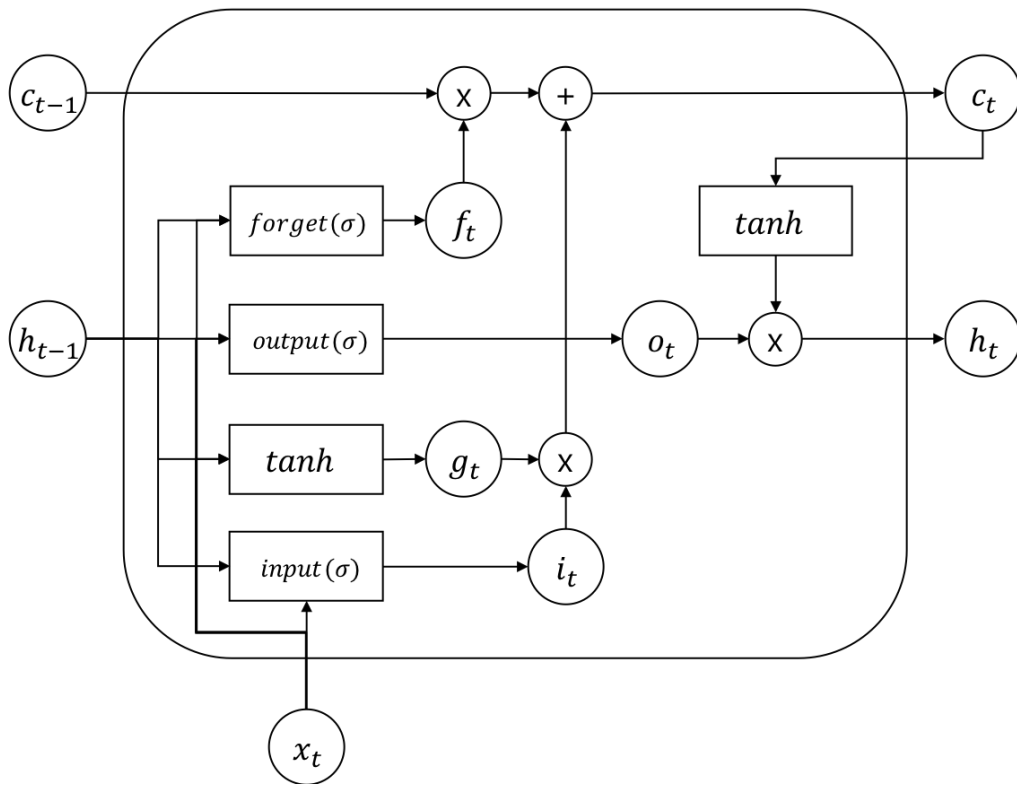 c_{t-1}
x
+
c_t
forget(σ)
f_t
tanh
h_{t-1}
output(σ)
o_t
x
h_t
tanh
g_t
x
input(σ)
i_t
x_t